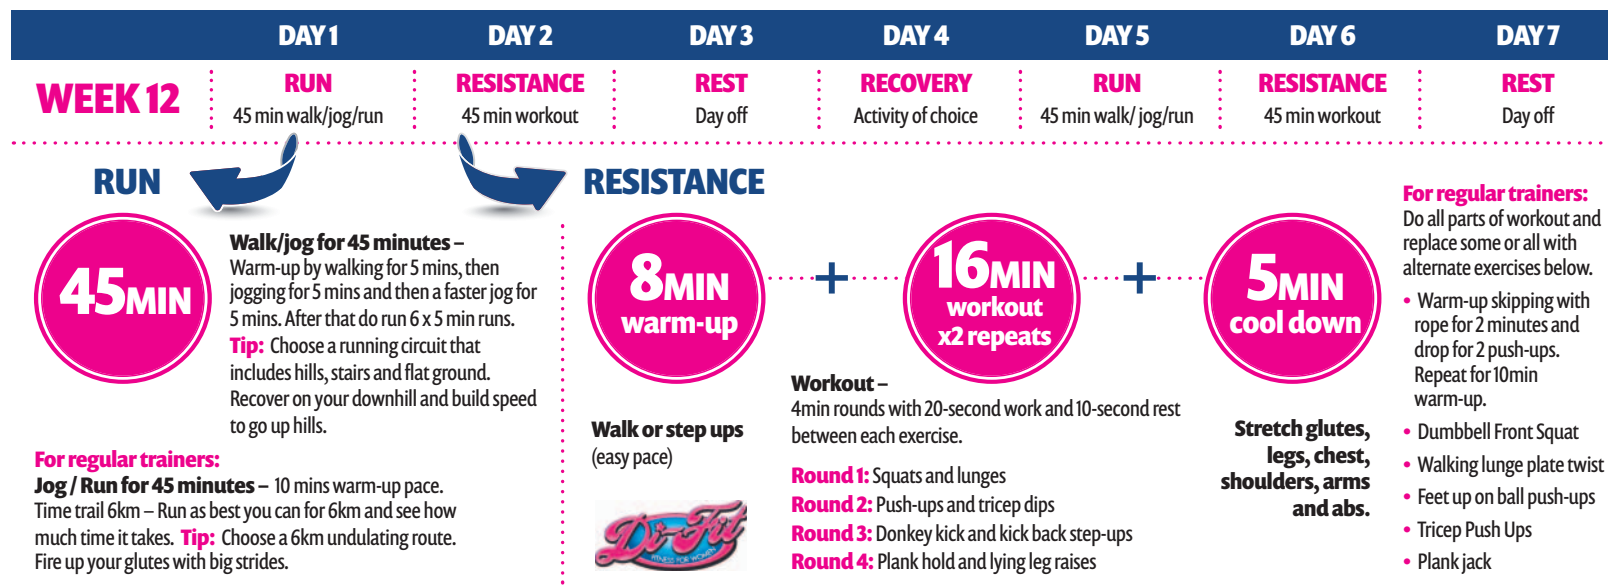 DAY 1 DAY 2 DAY 3 DAY 4 DAY 5 DAY 6 DAY 7
WEEK 12
RUN
45 min walk/jog/run
RESISTANCE
45 min workout
REST
Day off
RECOVERY
Activity of choice
RUN
45 min walk/ jog/run
RESISTANCE
45 min workout
REST
Day off
RUN
45MIN
Walk/jog for 45 minutes –
Warm-up by walking for 5 mins, then
jogging for 5 mins and then a faster jog for
5 mins. After that do run 6 x 5 min runs.
Tip: Choose a running circuit that
includes hills, stairs and flat ground.
Recover on your downhill and build speed
to go up hills.
For regular trainers:
Jog / Run for 45 minutes – 10 mins warm-up pace.
Time trail 6km – Run as best you can for 6km and see how
much time it takes. Tip: Choose a 6km undulating route.
Fire up your glutes with big strides.
RESISTANCE
8MIN
warm-up
Walk or step ups
(easy pace)
Di-Fit
FITNESS FOR WOMEN
+
16MIN
workout
x2 repeats
Workout –
4min rounds with 20-second work and 10-second rest
between each exercise.
Round 1: Squats and lunges
Round 2: Push-ups and tricep dips
Round 3: Donkey kick and kick back step-ups
Round 4: Plank hold and lying leg raises
+
5MIN
cool down
Stretch glutes,
legs, chest,
shoulders, arms
and abs.
For regular trainers:
Do all parts of workout and
replace some or all with
alternate exercises below.
• Warm-up skipping with
rope for 2 minutes and
drop for 2 push-ups.
Repeat for 10min
warm-up.
• Dumbbell Front Squat
• Walking lunge plate twist
• Feet up on ball push-ups
• Tricep Push Ups
• Plank jack